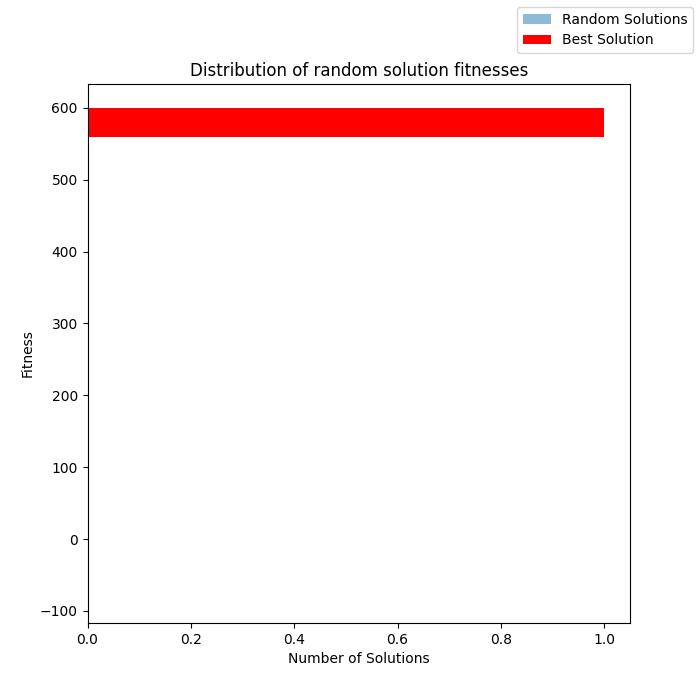 Random Solutions
Best Solution
Distribution of random solution fitnesses
600
500
400
300
200
100
0
−100
Fitness
0.0 0.2 0.4 0.6 0.8 1.0
Number of Solutions